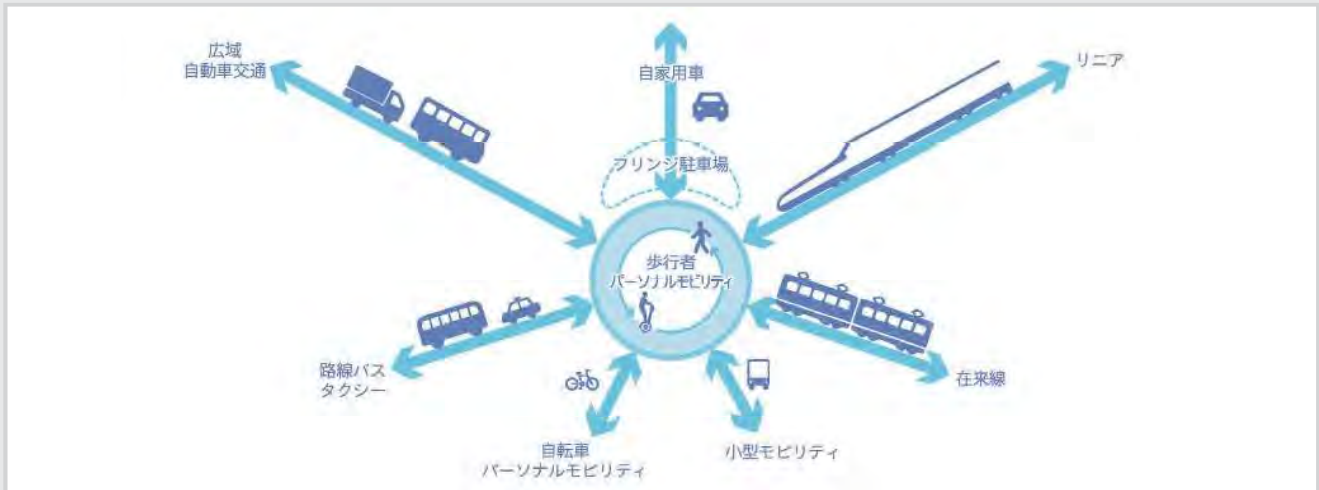 広域
自動車交通
自家用車
リニア
フリンジ駐車場
歩行者
パーソナルモビリティ
路線バス
タクシー
在来線
自転車
パーソナルモビリティ
小型モビリティ